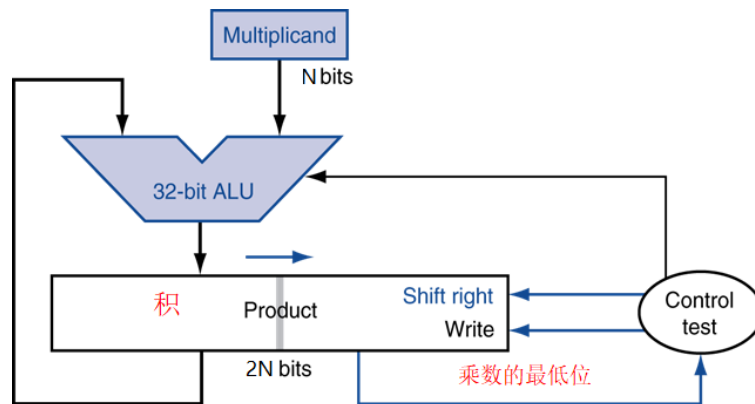 Multiplicand
N bits
32-bit ALU
积
Product
Shift right
Write
Control
test
2N bits
乘数的最低位